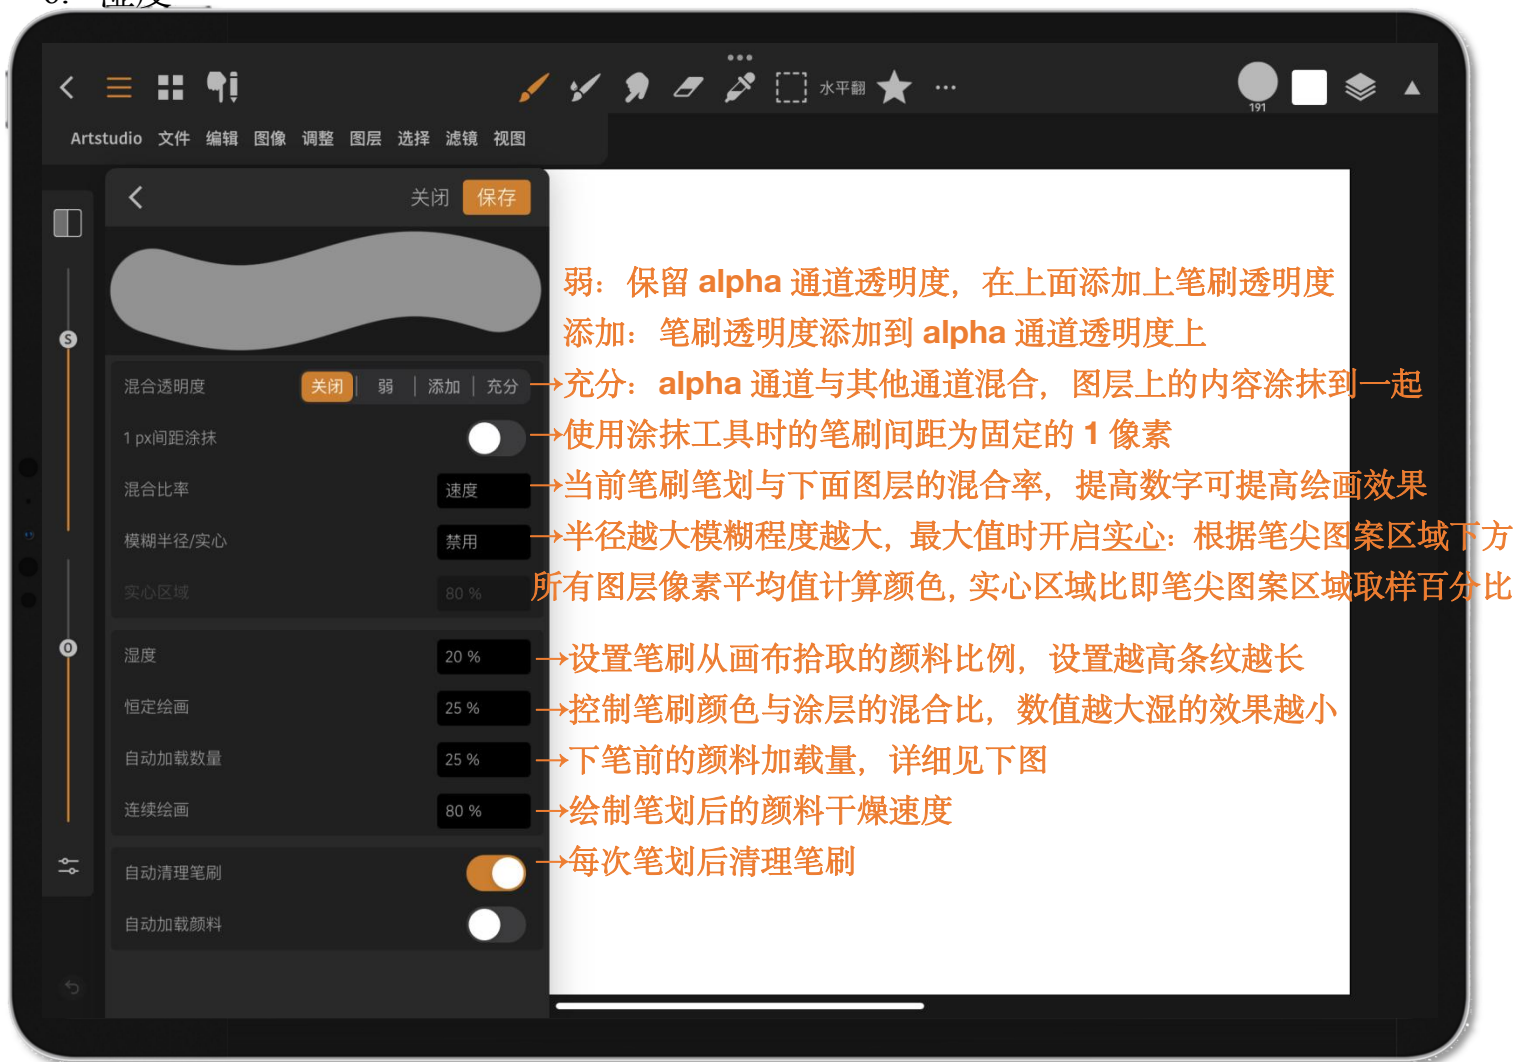 水平翻
191
Artstudio 文件 编辑 图像 调整 图层 选择 滤镜 视图
关闭 保存
弱：保留 alpha 通道透明度，在上面添加上笔刷透明度
添加：笔刷透明度添加到 alpha 通道透明度上
混合透明度 关闭 弱 添加 充分 →充分：alpha 通道与其他通道混合，图层上的内容涂抹到一起
1 px间距涂抹 →使用涂抹工具时的笔刷间距为固定的 1 像素
混合比率 速度 →当前笔刷笔划与下面图层的混合率，提高数字可提高绘画效果
模糊半径/实心 禁用 →半径越大模糊程度越大，最大值时开启实心：根据笔尖图案区域下方
实心区域 80 % 所有图层像素平均值计算颜色，实心区域比即笔尖图案区域取样百分比
湿度 20 % →设置笔刷从画布拾取的颜料比例，设置越高条纹越长
恒定绘画 25 % →控制笔刷颜色与涂层的混合比，数值越大湿的效果越小
自动加载数量 25 % →下笔前的颜料加载量，详细见下图
连续绘画 80 % →绘制笔划后的颜料干燥速度
自动清理笔刷 →每次笔划后清理笔刷
自动加载颜料
S
O